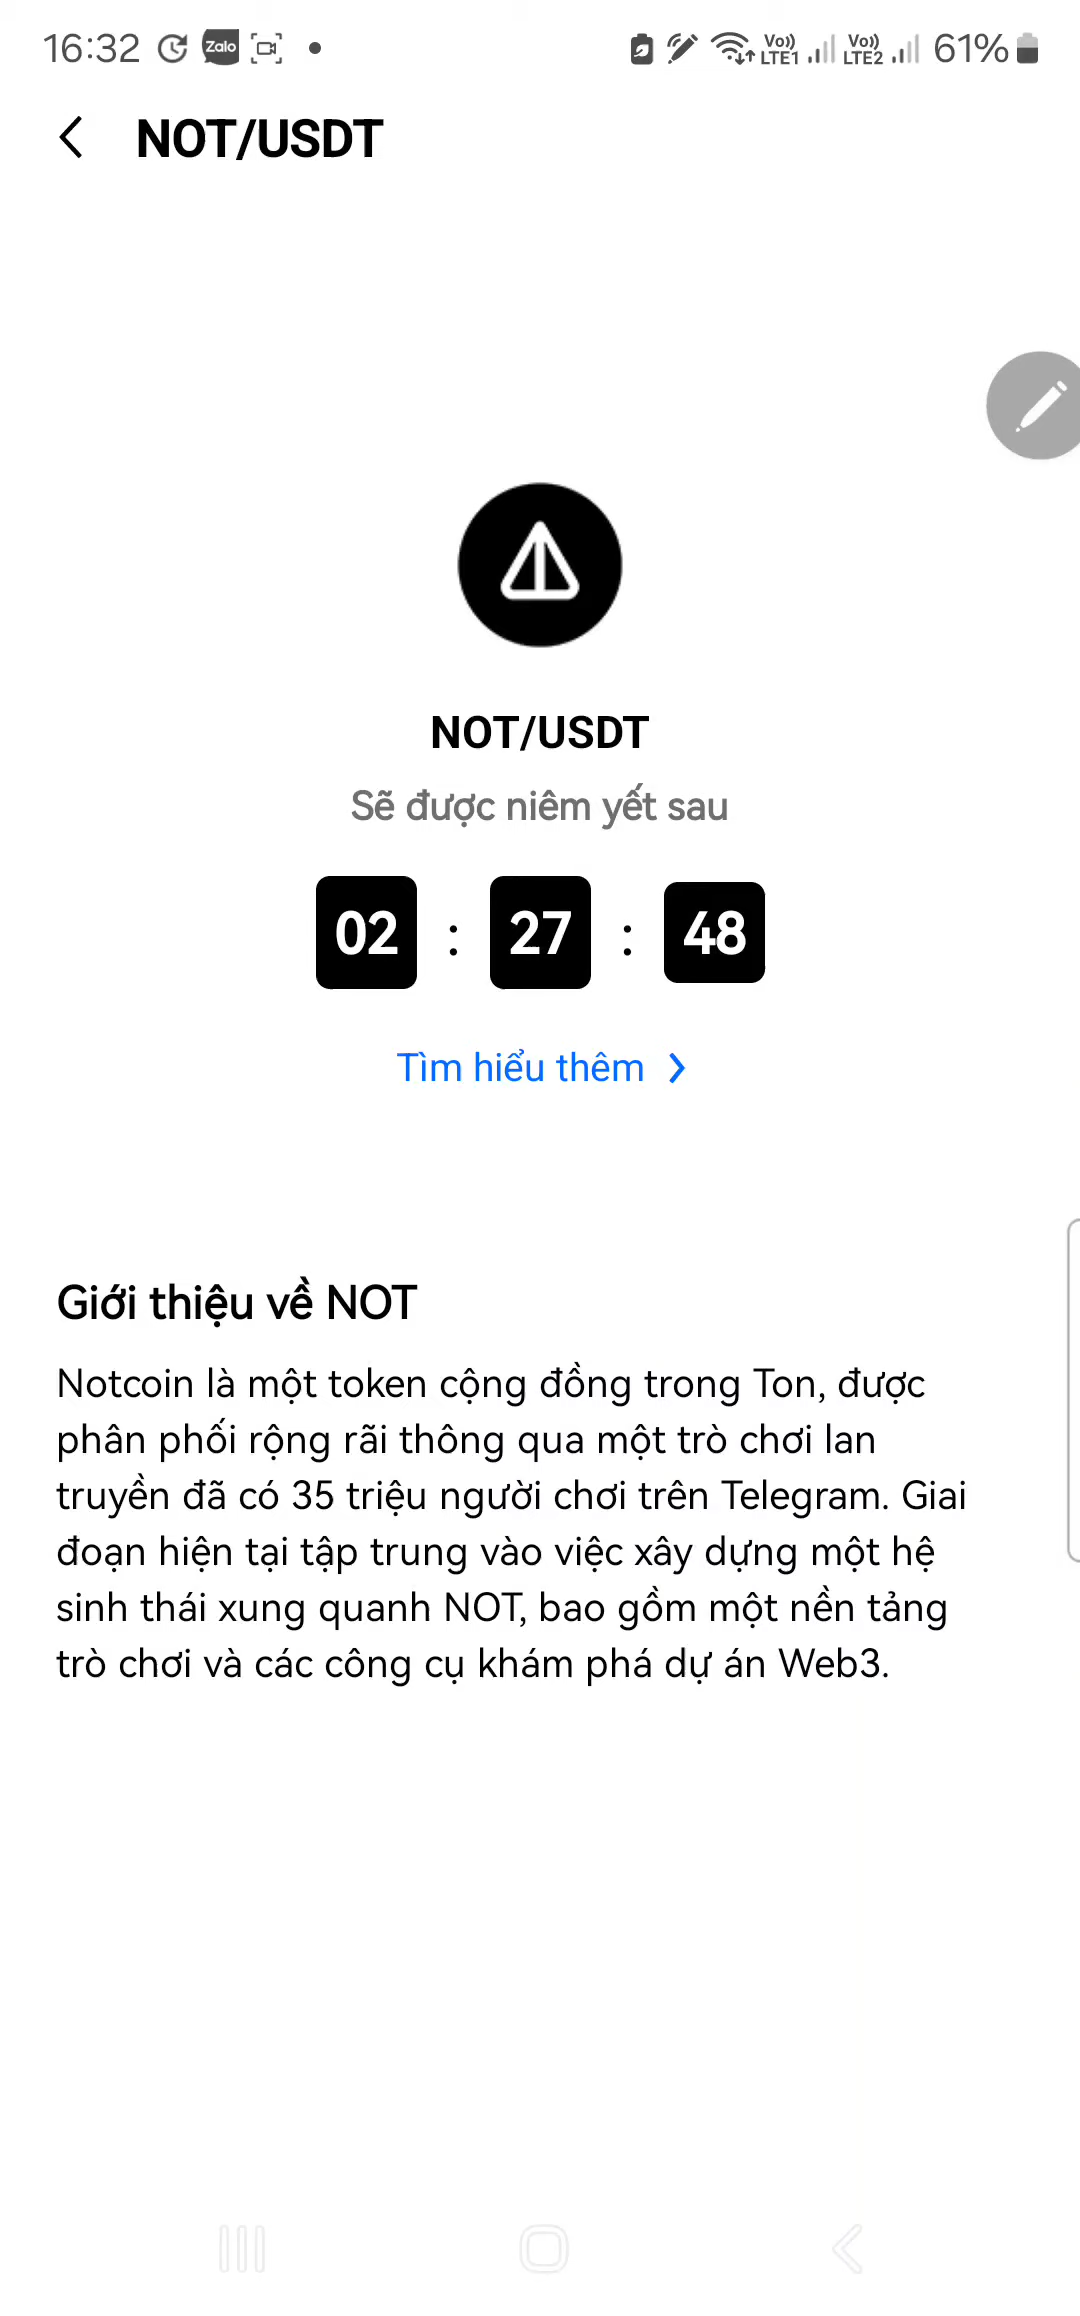 16:32 Zalo Vo)) LTE1 Vo)) LTE2 61%
NOT/USDT
NOT/USDT
Sẽ được niêm yết sau
02 : 27 : 48
Tìm hiểu thêm
Giới thiệu về NOT
Notcoin là một token cộng đồng trong Ton, được
phân phối rộng rãi thông qua một trò chơi lan
truyền đã có 35 triệu người chơi trên Telegram. Giai
đoạn hiện tại tập trung vào việc xây dựng một hệ
sinh thái xung quanh NOT, bao gồm một nền tảng
trò chơi và các công cụ khám phá dự án Web3.